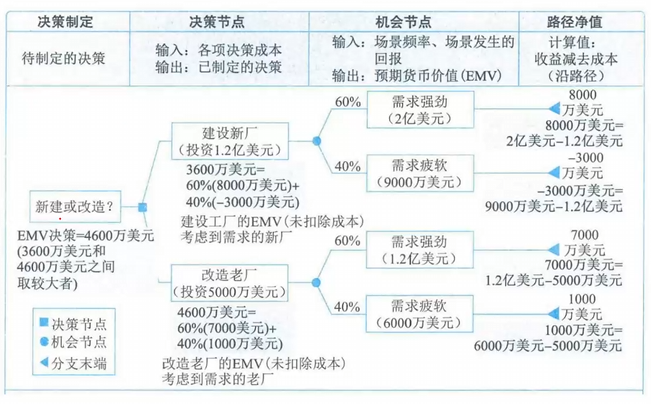 决策制定
决策节点
机会节点
路径净值
待制定的决策
输入:各项决策成本
输出:已制定的决策
输入:场景频率、场景发生的
回报
输出:预期货币价值(EMV)
计算值:
收益减去成本
(沿路径)
建设新厂
(投资1.2亿美元)
3600万美元=
60%(8000万美元)+
40%(-3000万美元)
建设工厂的EMV(未扣除成本)
考虑到需求的新厂
60%
需求强劲
(2亿美元)
8000
万美元
8000万美元=
2亿美元-1.2亿美元
40%
需求疲软
(9000万美元)
-3000
万美元
-3000万美元=
9000万美元-1.2亿美元
新建或改造?
EMV决策=4600万美元
(3600万美元和
4600万美元之间
取较大者)
改造老厂
(投资5000万美元)
4600万美元=
60%(7000美元)+
40%(1000万美元)
改造老厂的EMV(未扣除成本)
考虑到需求的老厂
60%
需求强劲
(1.2亿美元)
7000
万美元
7000万美元=
1.2亿美元-5000万美元
40%
需求疲软
(6000万美元)
1000
万美元
1000万美元=
6000万美元-5000万美元
决策节点
机会节点
分支末端